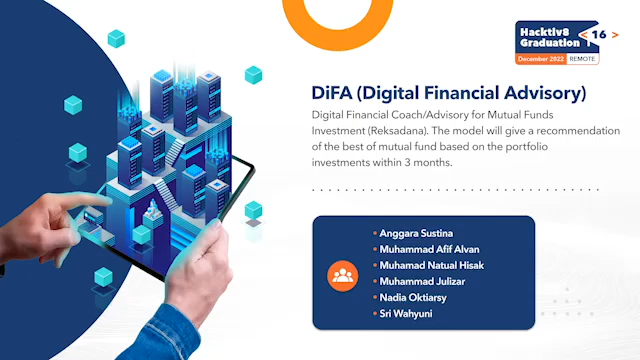 Hacktiv8
Graduation
< 16 >
December 2022 REMOTE
DiFA (Digital Financial Advisory)
Digital Financial Coach/Advisory for Mutual Funds
Investment (Reksadana). The model will give a recommendation
of the best of mutual fund based on the portfolio
investments within 3 months.
• Anggara Sustina
• Muhammad Afif Alvan
• Muhamad Natual Hisak
• Muhammad Julizar
• Nadia Oktiarsy
• Sri Wahyuni